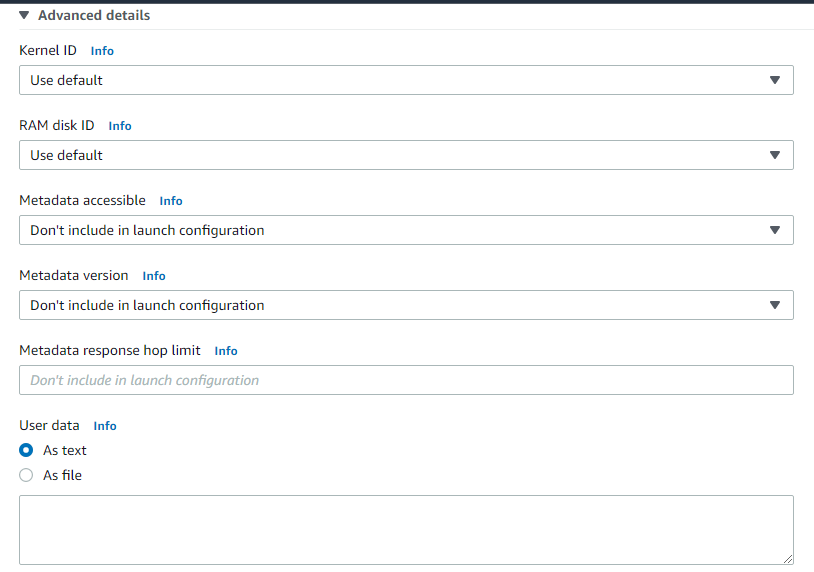 Advanced details
Kernel ID Info
Use default
RAM disk ID Info
Use default
Metadata accessible Info
Don't include in launch configuration
Metadata version Info
Don't include in launch configuration
Metadata response hop limit Info
Don't include in launch configuration
User data Info
As text
As file